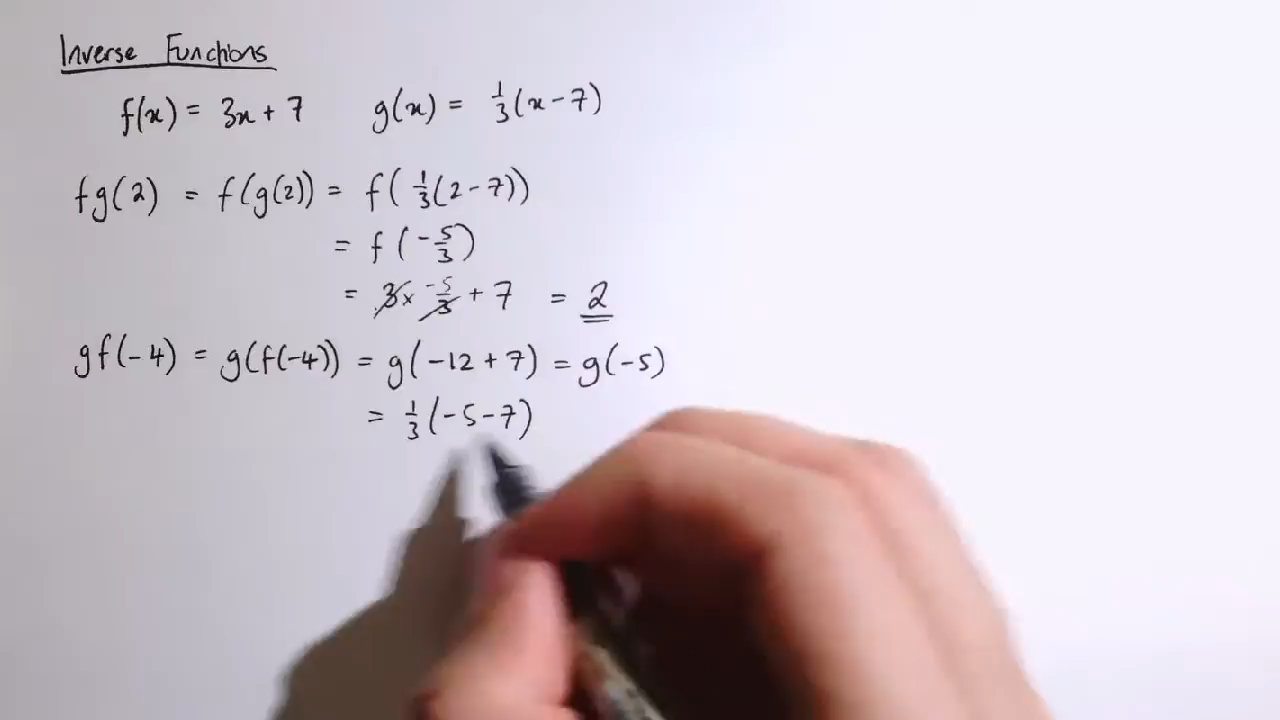 Inverse Functions
f(x) = 3x + 7 g(x) = 1/3(x - 7)
fg(2) = f(g(2)) = f(1/3(2 - 7))
= f(-5/3)
= 3 x -5/3 + 7 = 2
gf(-4) = g(f(-4)) = g(-12 + 7) = g(-5)
= 1/3(-5 - 7)